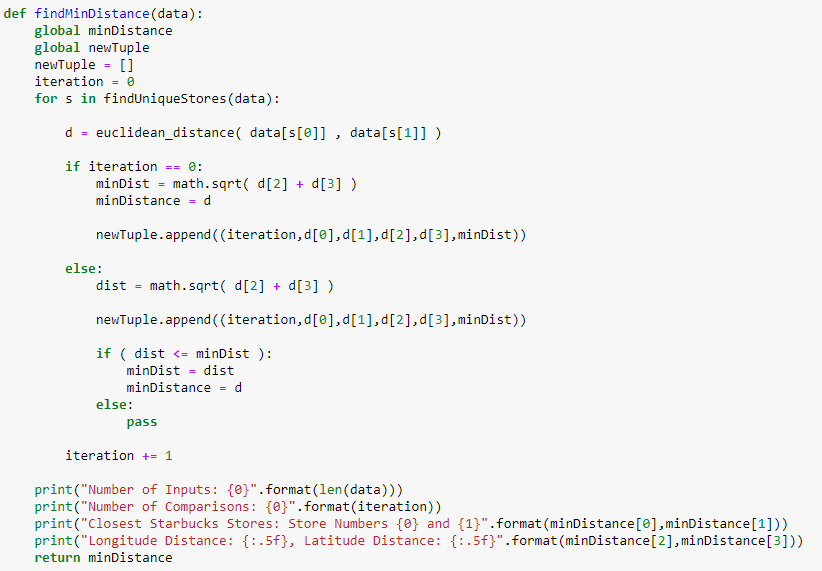 def findMinDistance(data):
    global minDistance
    global newTuple
    newTuple = []
    iteration = 0
    for s in findUniqueStores(data):

        d = euclidean_distance( data[s[0]] , data[s[1]] )

        if iteration == 0:
            minDist = math.sqrt( d[2] + d[3] )
            minDistance = d

            newTuple.append((iteration,d[0],d[1],d[2],d[3],minDist))

        else:
            dist = math.sqrt( d[2] + d[3] )

            newTuple.append((iteration,d[0],d[1],d[2],d[3],minDist))

            if ( dist <= minDist ):
                minDist = dist
                minDistance = d
            else:
                pass

        iteration += 1

    print("Number of Inputs: {0}".format(len(data)))
    print("Number of Comparisons: {0}".format(iteration))
    print("Closest Starbucks Stores: Store Numbers {0} and {1}".format(minDistance[0],minDistance[1]))
    print("Longitude Distance: {:.5f}, Latitude Distance: {:.5f}".format(minDistance[2],minDistance[3]))
    return minDistance